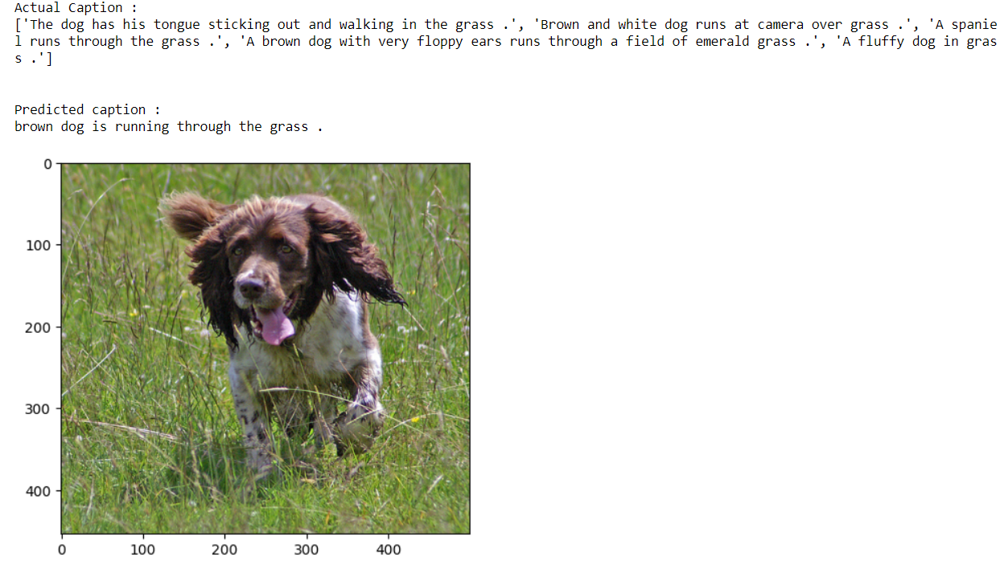 Actual Caption :
['The dog has his tongue sticking out and walking in the grass .', 'Brown and white dog runs at camera over grass .', 'A spanie
l runs through the grass .', 'A brown dog with very floppy ears runs through a field of emerald grass .', 'A fluffy dog in gras
s .']
Predicted caption :
brown dog is running through the grass .
0
100
200
300
400
0 100 200 300 400